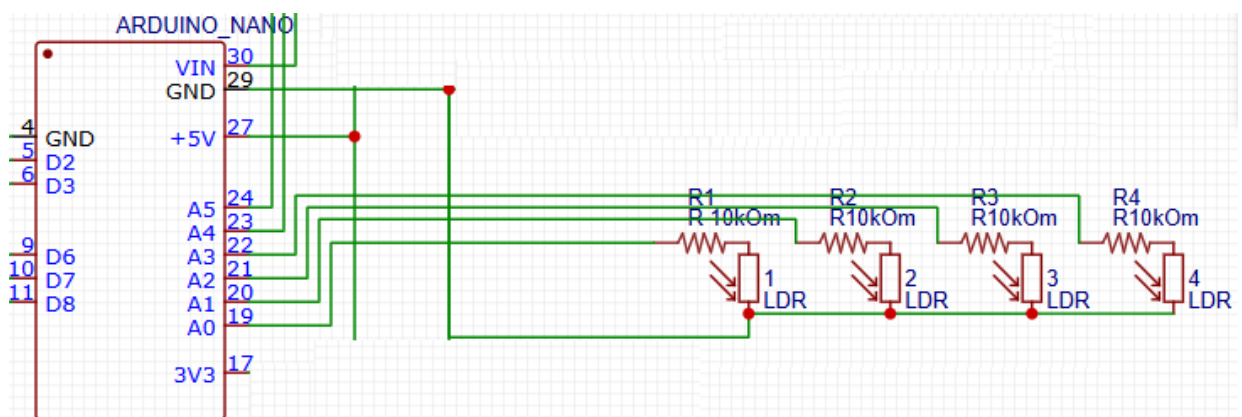 ARDUINO_NANO
VIN 30
GND 29
4 GND
+5V 27
5 D2
6 D3
A5 24
A4 23
A3 22
9 D6
A2 21
10 D7
A1 20
11 D8
A0 19
3V3 17
R1 R2 R3 R4
R 10kOm R10kOm R10kOm R10kOm
1 2 3 4
LDR LDR LDR LDR